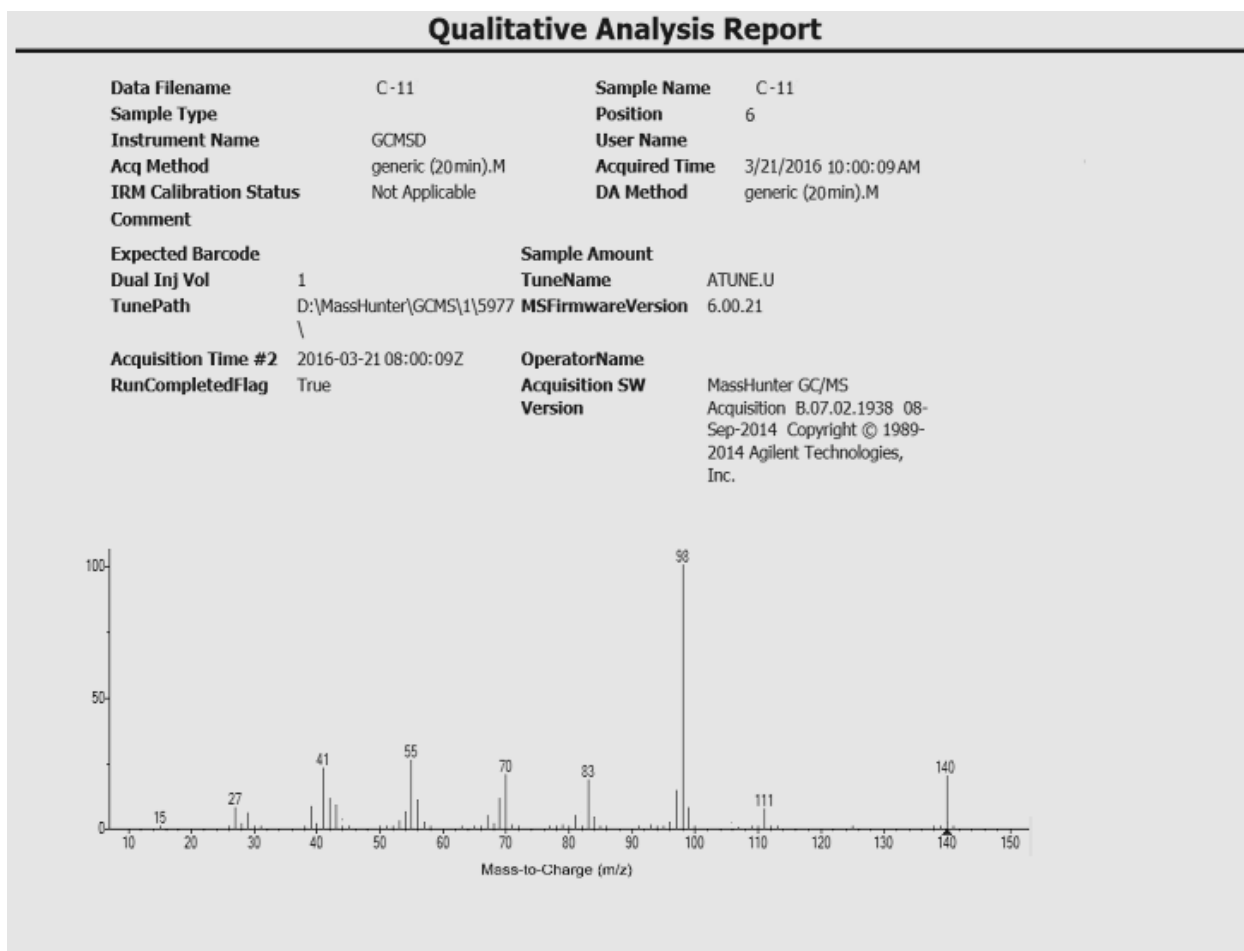 Qualitative Analysis Report
Data Filename C-11 Sample Name C-11
Sample Type Position 6
Instrument Name GCMSD User Name
Acq Method generic (20min).M Acquired Time 3/21/2016 10:00:09 AM
IRM Calibration Status Not Applicable DA Method generic (20min).M
Comment
Expected Barcode Sample Amount
Dual Inj Vol 1 TuneName ATUNE.U
TunePath D:\MassHunter\GCMS\1\5977 MSFirmwareVersion 6.00.21
\
Acquisition Time #2 2016-03-21 08:00:09Z OperatorName
RunCompletedFlag True Acquisition SW MassHunter GC/MS
Version Acquisition B.07.02.1938 08-
Sep-2014 Copyright © 1989-
2014 Agilent Technologies,
Inc.
98
100
50
41 55 70 83 140
27 111
15
0
10 20 30 40 50 60 70 80 90 100 110 120 130 140 150
Mass-to-Charge (m/z)